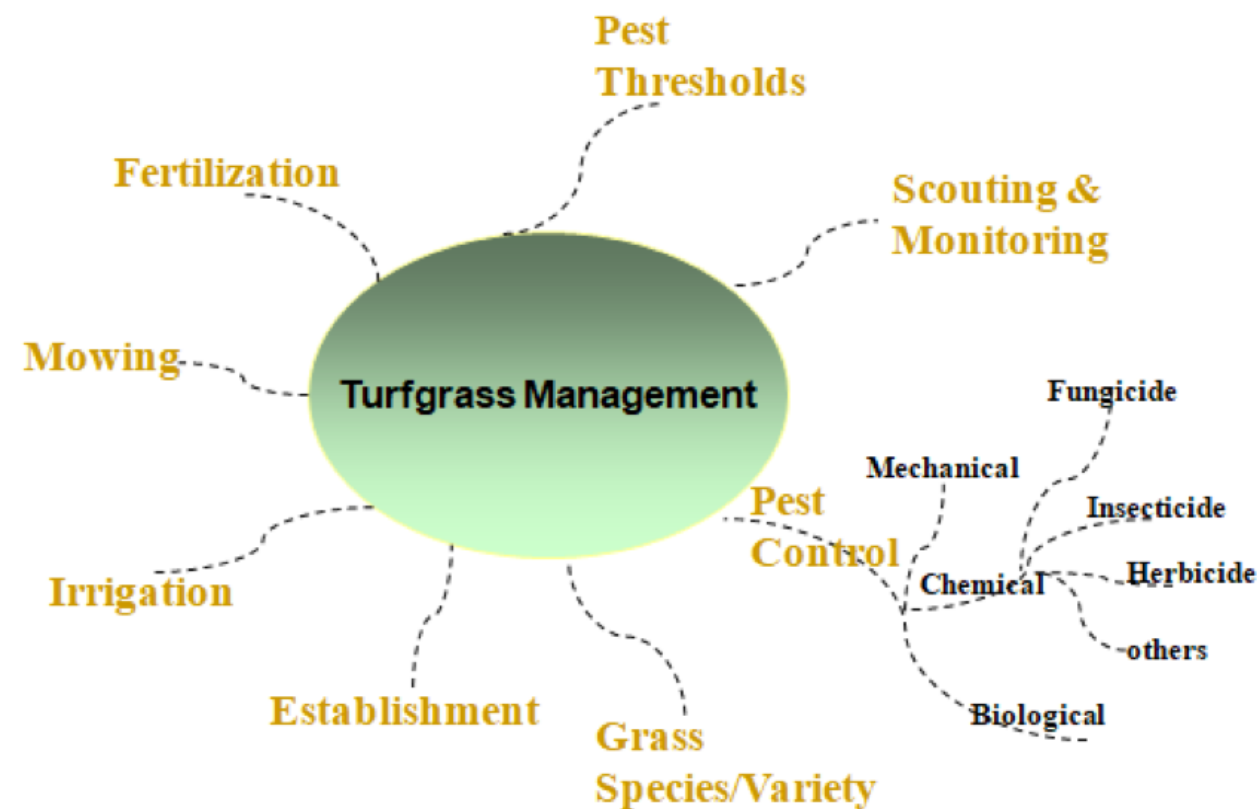 Pest
Thresholds
Fertilization
Scouting &
Monitoring
Mowing
Turfgrass Management
Fungicide
Mechanical
Pest
Control
Insecticide
Chemical
Herbicide
Irrigation
others
Establishment
Biological
Grass
Species/Variety